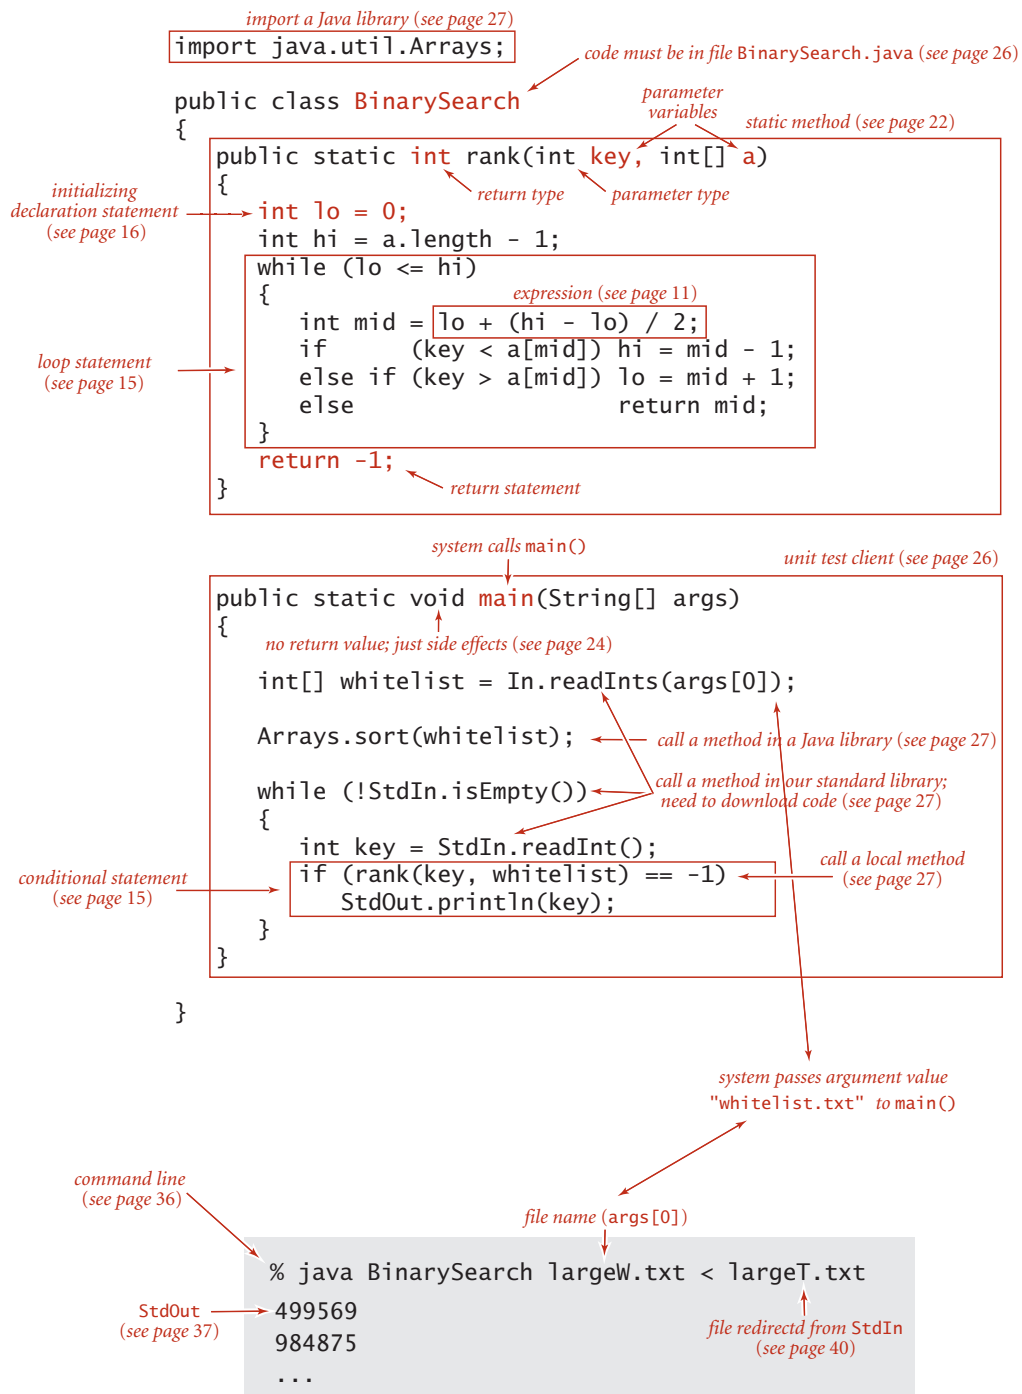 import a Java library (see page 27)
import java.util.Arrays;
code must be in file BinarySearch.java (see page 26)
public class BinarySearch
parameter
variables
{
static method (see page 22)
public static int rank(int key, int[] a)
{
return type
parameter type
initializing
declaration statement
(see page 16)
int lo = 0;
int hi = a.length - 1;
while (lo <= hi)
{
expression (see page 11)
int mid = lo + (hi - lo) / 2;
if (key < a[mid]) hi = mid - 1;
loop statement
(see page 15)
else if (key > a[mid]) lo = mid + 1;
else return mid;
}
return -1;
return statement
}
system calls main()
unit test client (see page 26)
public static void main(String[] args)
{
no return value; just side effects (see page 24)
int[] whitelist = In.readInts(args[0]);
Arrays.sort(whitelist);
call a method in a Java library (see page 27)
while (!StdIn.isEmpty())
call a method in our standard library;
need to download code (see page 27)
{
int key = StdIn.readInt();
if (rank(key, whitelist) == -1)
call a local method
(see page 27)
conditional statement
(see page 15)
StdOut.println(key);
}
}
}
system passes argument value
"whitelist.txt" to main()
command line
(see page 36)
file name (args[0])
% java BinarySearch largeW.txt < largeT.txt
StdOut
(see page 37)
499569
984875
...
file redirectd from StdIn
(see page 40)